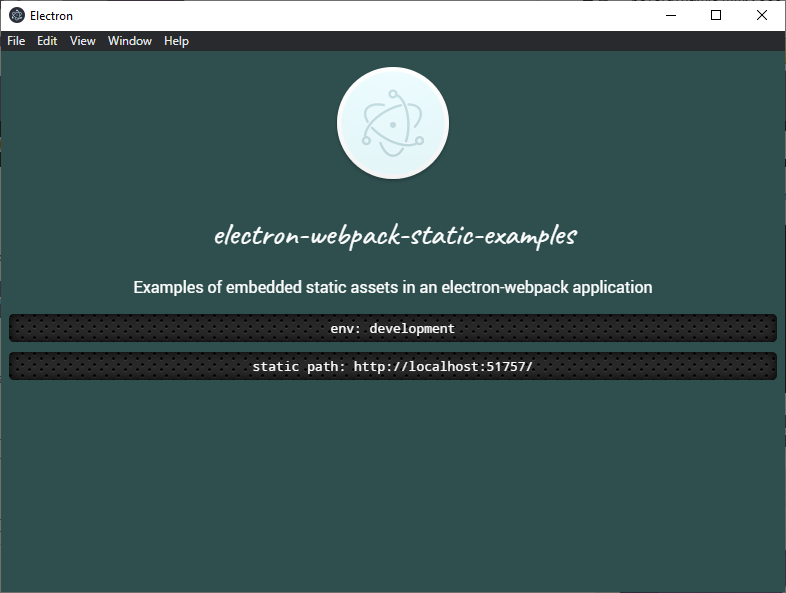 Electron
File Edit View Window Help
electron-webpack-static-examples
Examples of embedded static assets in an electron-webpack application
env: development
static path: http://localhost:51757/